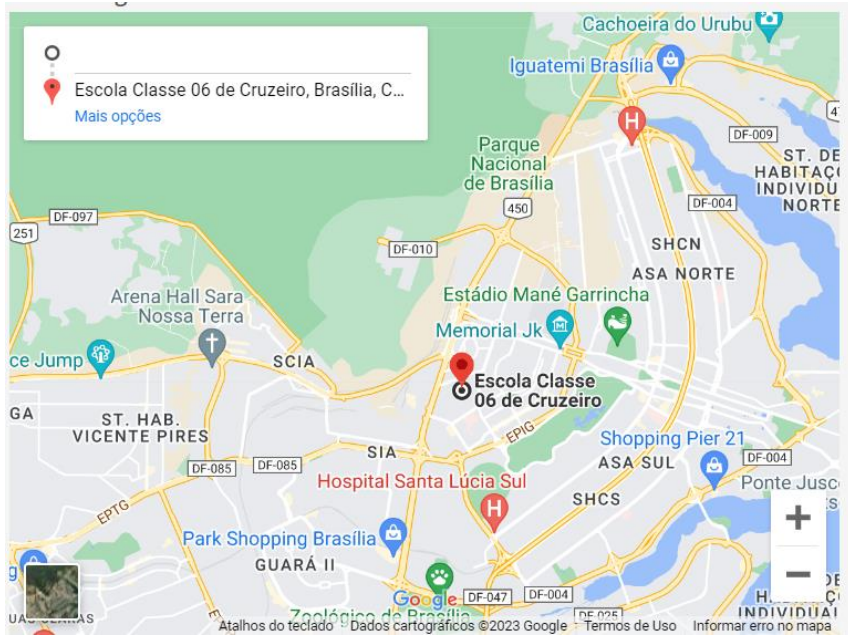 Escola Classe 06 de Cruzeiro, Brasília, C...
Mais opções
Cachoeira do Urubu
Iguatemi Brasília
H
DF-009
Parque
Nacional
de Brasília
ST. DE
HABITAÇ
INDIVIDU
NORTE
450
DF-004
DF-097
251
DF-010
SHCN
ASA NORTE
Arena Hall Sara
Nossa Terra
Estádio Mané Garrincha
Memorial Jk
ce Jump
SCIA
Escola Classe
06 de Cruzeiro
GA
ST. HAB.
VICENTE PIRES
EPIG
Shopping Pier 21
SIA
DF-085
DF-085
ASA SUL
DF-004
Hospital Santa Lúcia Sul
Ponte Jusc
H
SHCS
EPTG
Park Shopping Brasília
GUARÁ II
Google
DF-047
DF-004
DF-025
Zoológico de Brasília
INDIVIDUAI
Atalhos do teclado
Dados cartográficos ©2023 Google
Termos de Uso
Informar erro no mapa